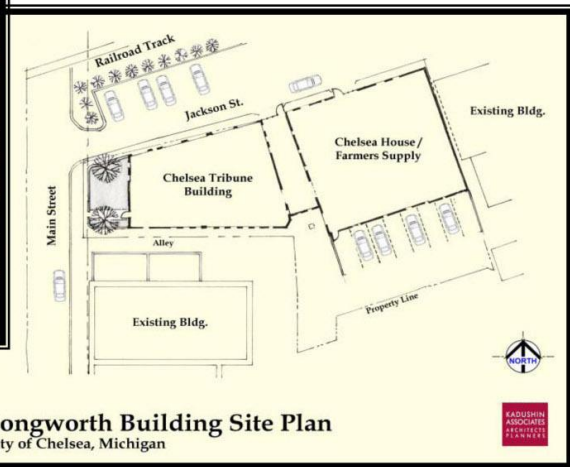 Railroad Track
Jackson St.
Existing Bldg.
Chelsea House /
Farmers Supply
Chelsea Tribune
Building
Main Street
Alley
Property Line
Existing Bldg.
NORTH
ongworth Building Site Plan
ty of Chelsea, Michigan
KADUSHIN
ASSOCIATES
ARCHITECTS
PLANNERS